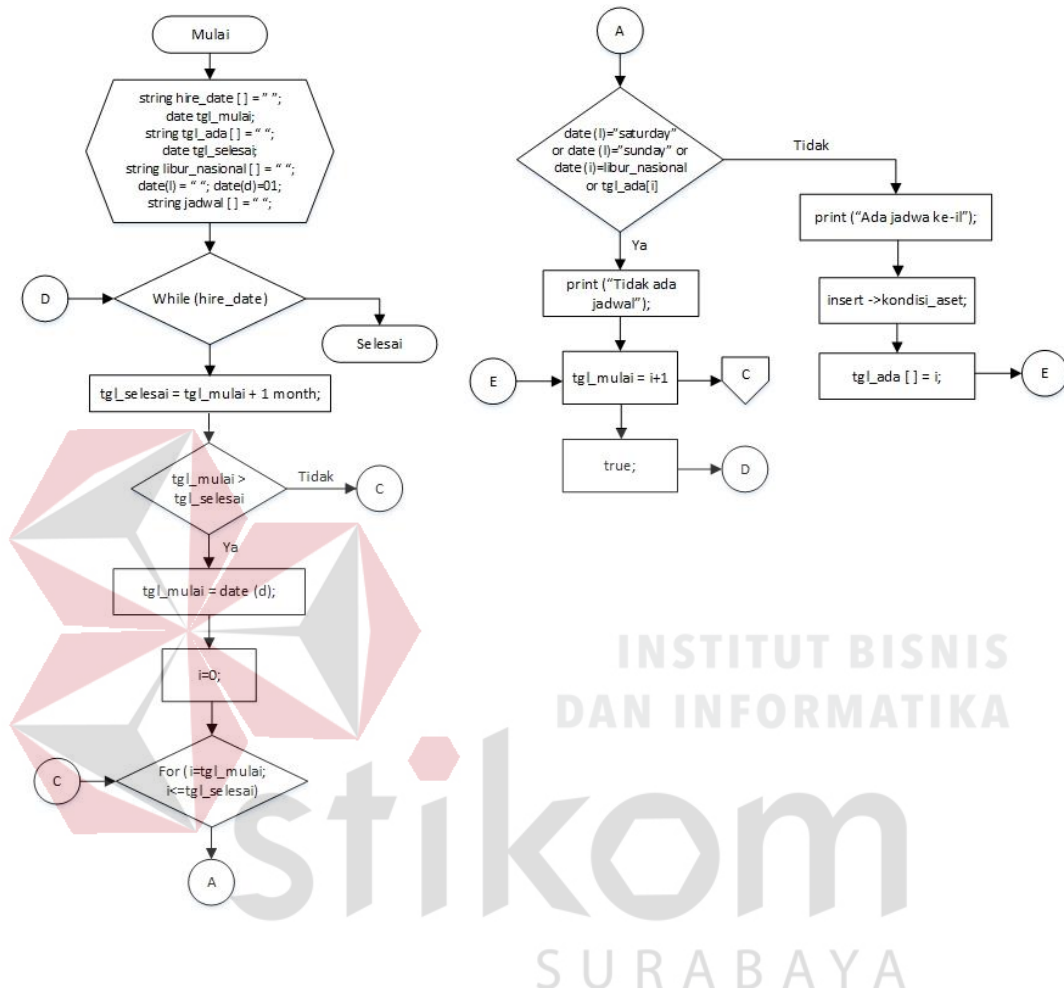 Mulai
string hire_date [ ] = “ ”;
date tgl_mulai;
string tgl_ada [ ] = “ “;
date tgl_selesai;
string libur_nasional [ ] = “ “;
date(l) = “ “; date(d)=01;
string jadwal [ ] = “ “;
D
While (hire_date)
Selesai
tgl_selesai = tgl_mulai + 1 month;
tgl_mulai >
tgl_selesai
Tidak
C
Ya
tgl_mulai = date (d);
i=0;
For (i=tgl_mulai;
i<=tgl_selesai)
C
A
A
date (l)=”saturday”
or date (l)=”sunday” or
date (i)=libur_nasional
or tgl_ada[i]
Tidak
Ya
print (“Tidak ada
jadwal”);
print (“Ada jadwa ke-il”);
insert ->kondisi_aset;
tgl_ada [ ] = i;
E
E
tgl_mulai = i+1
C
true;
D
INSTITUT BISNIS
DAN INFORMATIKA
stikom
SURABAYA